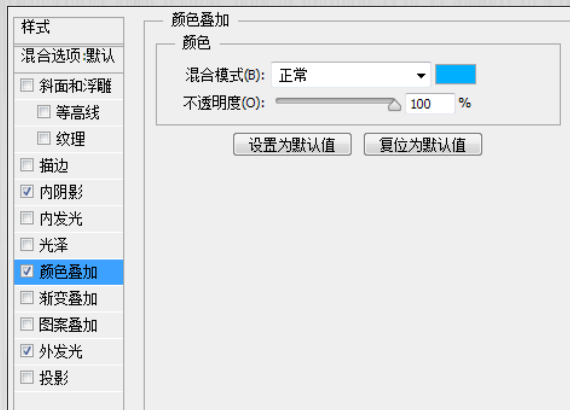 样式
混合选项:默认
斜面和浮雕
等高线
纹理
描边
内阴影
内发光
光泽
颜色叠加
渐变叠加
图案叠加
外发光
投影
颜色叠加
颜色
混合模式(B): 正常
不透明度(O): 100 %
设置为默认值 复位为默认值